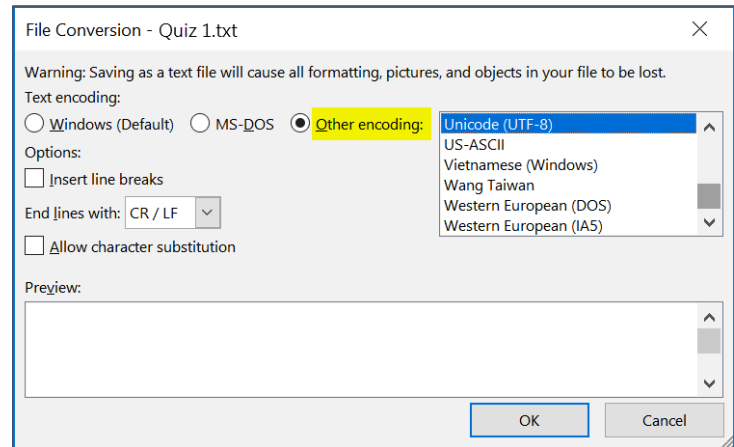 File Conversion - Quiz 1.txt
Warning: Saving as a text file will cause all formatting, pictures, and objects in your file to be lost.
Text encoding:
Windows (Default) MS-DOS Other encoding:
Unicode (UTF-8)
US-ASCII
Vietnamese (Windows)
Wang Taiwan
Western European (DOS)
Western European (IA5)
Options:
Insert line breaks
End lines with: CR / LF
Allow character substitution
Preview:
OK Cancel